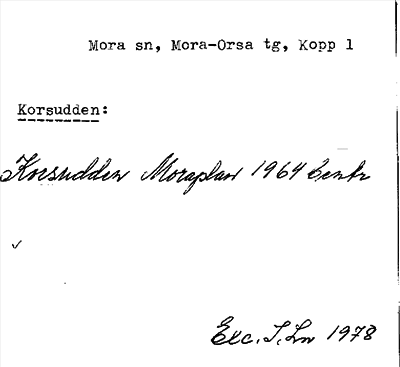 Mora sn, Mora-Orsa tg, Kopp 1
Korsudden:
Korsudden Moraplan 1964 Centr
Exc. I. Ln 1978